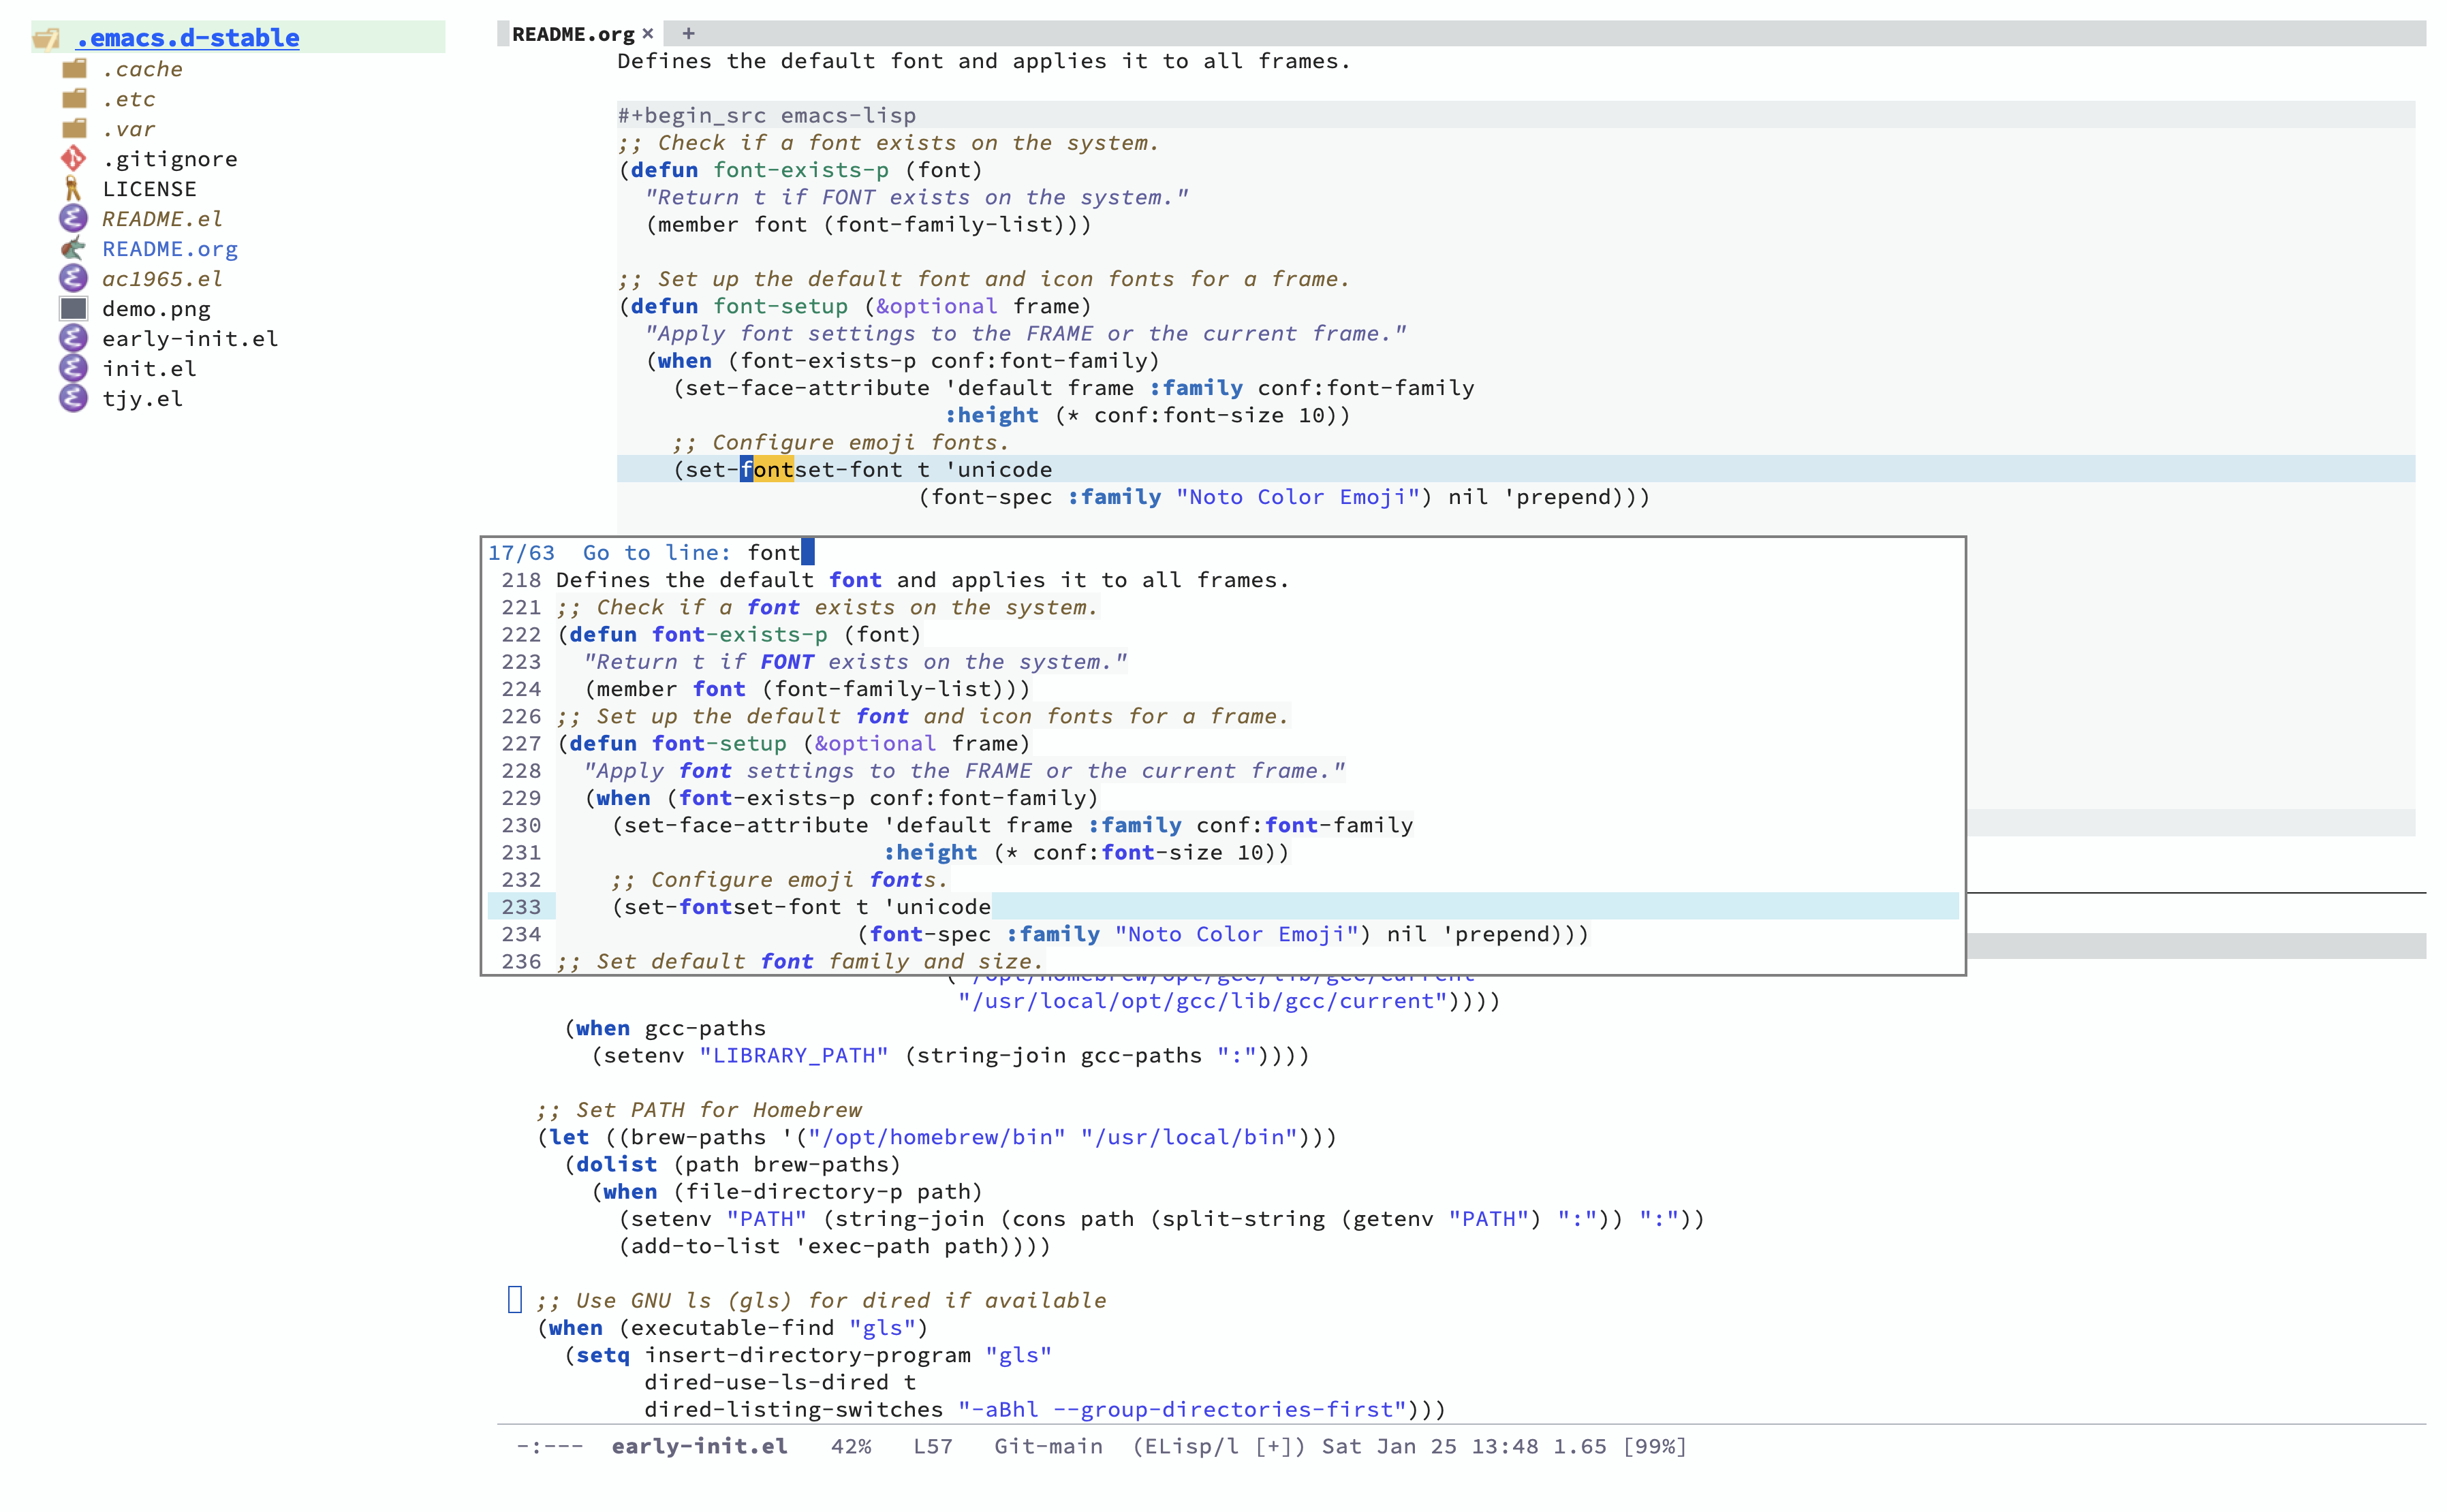 .emacs.d-stable
.cache
.etc
.var
.gitignore
LICENSE
README.el
README.org
ac1965.el
demo.png
early-init.el
init.el
tjy.el
README.org × +
Defines the default font and applies it to all frames.
#+begin_src emacs-lisp
;; Check if a font exists on the system.
(defun font-exists-p (font)
  "Return t if FONT exists on the system."
  (member font (font-family-list)))
;; Set up the default font and icon fonts for a frame.
(defun font-setup (&optional frame)
  "Apply font settings to the FRAME or the current frame."
  (when (font-exists-p conf:font-family)
    (set-face-attribute 'default frame :family conf:font-family
                        :height (* conf:font-size 10))
    ;; Configure emoji fonts.
    (set-fontset-font t 'unicode
                      (font-spec :family "Noto Color Emoji") nil 'prepend)))
17/63  Go to line: font
218 Defines the default font and applies it to all frames.
221 ;; Check if a font exists on the system.
222 (defun font-exists-p (font)
223   "Return t if FONT exists on the system."
224   (member font (font-family-list)))
226 ;; Set up the default font and icon fonts for a frame.
227 (defun font-setup (&optional frame)
228   "Apply font settings to the FRAME or the current frame."
229   (when (font-exists-p conf:font-family)
230     (set-face-attribute 'default frame :family conf:font-family
231                         :height (* conf:font-size 10))
232     ;; Configure emoji fonts.
233     (set-fontset-font t 'unicode
234                       (font-spec :family "Noto Color Emoji") nil 'prepend)))
236 ;; Set default font family and size.
"/opt/homebrew/opt/gcc/lib/gcc/current"
"/usr/local/opt/gcc/lib/gcc/current"))))
    (when gcc-paths
      (setenv "LIBRARY_PATH" (string-join gcc-paths ":"))))
  ;; Set PATH for Homebrew
  (let ((brew-paths '("/opt/homebrew/bin" "/usr/local/bin")))
    (dolist (path brew-paths)
      (when (file-directory-p path)
        (setenv "PATH" (string-join (cons path (split-string (getenv "PATH") ":")) ":"))
        (add-to-list 'exec-path path))))
  ;; Use GNU ls (gls) for dired if available
  (when (executable-find "gls")
    (setq insert-directory-program "gls"
          dired-use-ls-dired t
          dired-listing-switches "-aBhl --group-directories-first")))
-:---  early-init.el   42%   L57   Git-main  (ELisp/l [+]) Sat Jan 25 13:48 1.65 [99%]